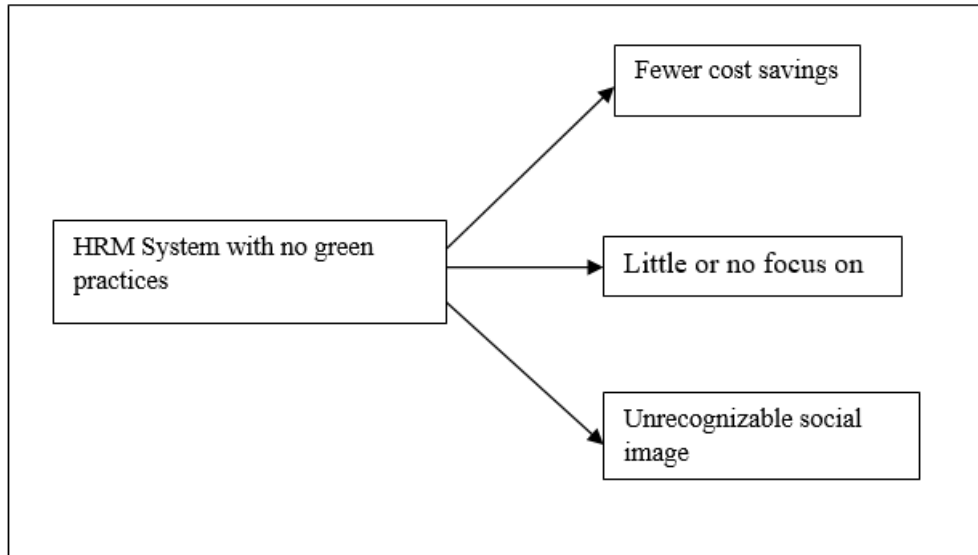 Fewer cost savings
HRM System with no green
practices
Little or no focus on
Unrecognizable social
image